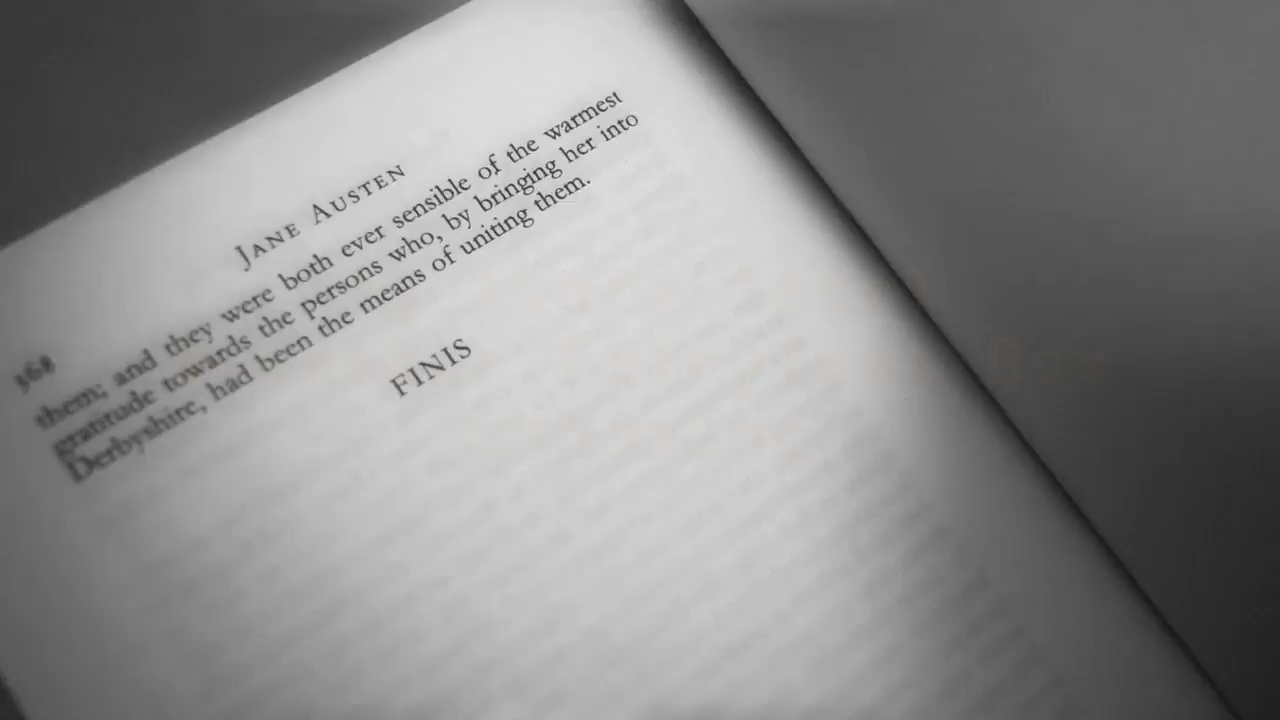 368
JANE AUSTEN
them; and they were both ever sensible of the warmest
gratitude towards the persons who, by bringing her into
Derbyshire, had been the means of uniting them.
FINIS